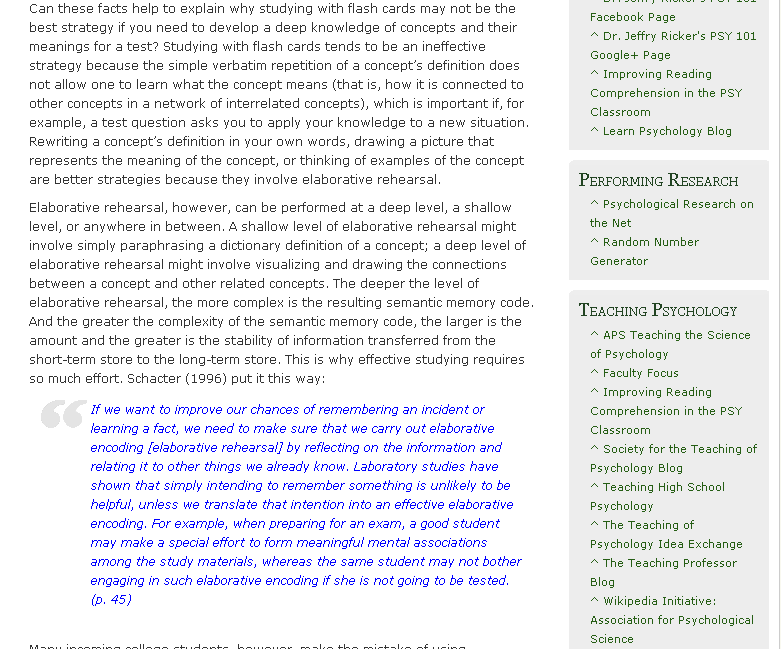 Can these facts help to explain why studying with flash cards may not be the
best strategy if you need to develop a deep knowledge of concepts and their
meanings for a test? Studying with flash cards tends to be an ineffective
strategy because the simple verbatim repetition of a concept's definition does
not allow one to learn what the concept means (that is, how it is connected to
other concepts in a network of interrelated concepts), which is important if, for
example, a test question asks you to apply your knowledge to a new situation.
Rewriting a concept's definition in your own words, drawing a picture that
represents the meaning of the concept, or thinking of examples of the concept
are better strategies because they involve elaborative rehearsal.
Elaborative rehearsal, however, can be performed at a deep level, a shallow
level, or anywhere in between. A shallow level of elaborative rehearsal might
involve simply paraphrasing a dictionary definition of a concept; a deep level of
elaborative rehearsal might involve visualizing and drawing the connections
between a concept and other related concepts. The deeper the level of
elaborative rehearsal, the more complex is the resulting semantic memory code.
And the greater the complexity of the semantic memory code, the larger is the
amount and the greater is the stability of information transferred from the
short-term store to the long-term store. This is why effective studying requires
so much effort. Schacter (1996) put it this way:
“
If we want to improve our chances of remembering an incident or
learning a fact, we need to make sure that we carry out elaborative
encoding [elaborative rehearsal] by reflecting on the information and
relating it to other things we already know. Laboratory studies have
shown that simply intending to remember something is unlikely to be
helpful, unless we translate that intention into an effective elaborative
encoding. For example, when preparing for an exam, a good student
may make a special effort to form meaningful mental associations
among the study materials, whereas the same student may not bother
engaging in such elaborative encoding if she is not going to be tested.
(p. 45)
Many incoming college students, however, make the mistake of using
^ Dr. Jeffry Ricker's PSY 101
Facebook Page
^ Dr. Jeffry Ricker's PSY 101
Google+ Page
^ Improving Reading
Comprehension in the PSY
Classroom
^ Learn Psychology Blog
Performing Research
^ Psychological Research on
the Net
^ Random Number
Generator
Teaching Psychology
^ APS Teaching the Science
of Psychology
^ Faculty Focus
^ Improving Reading
Comprehension in the PSY
Classroom
^ Society for the Teaching of
Psychology Blog
^ Teaching High School
Psychology
^ The Teaching of
Psychology Idea Exchange
^ The Teaching Professor
Blog
^ Wikipedia Initiative:
Association for Psychological
Science